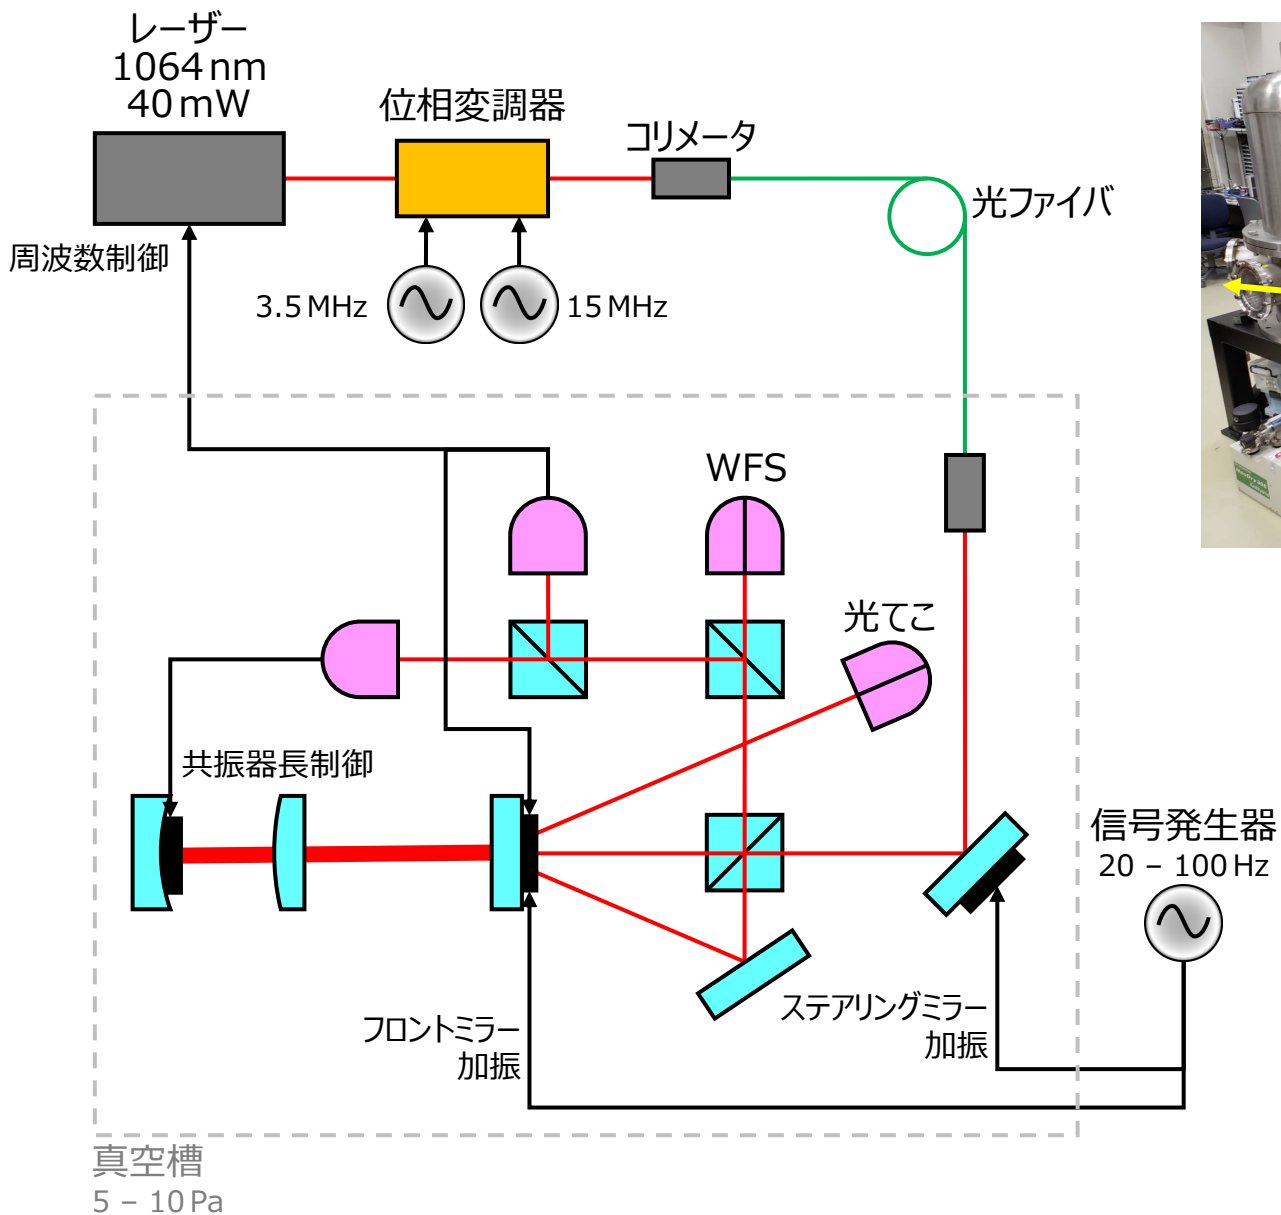 レーザー
1064 nm
40 mW
位相変調器
コリメータ
光ファイバ
周波数制御
3.5 MHz
15 MHz
WFS
光てこ
共振器長制御
信号発生器
20 – 100 Hz
フロントミラー
加振
ステアリングミラー
加振
真空槽
5 – 10 Pa